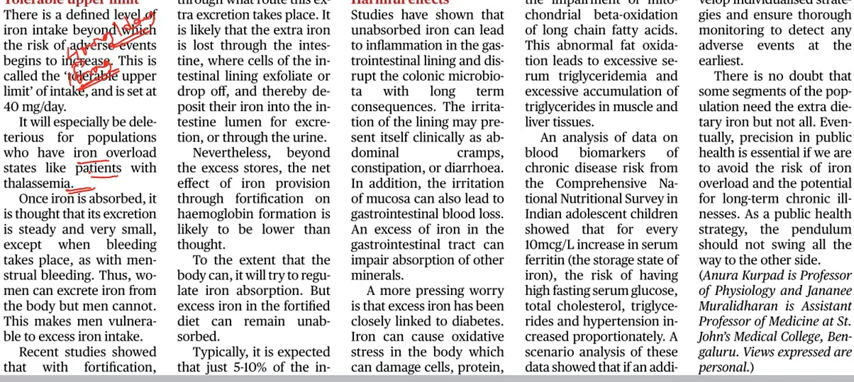 Tolerable upper limit
There is a defined level of
iron intake beyond which
the risk of adverse events
begins to increase. This is
called the ‘tolerable upper
limit’ of intake, and is set at
40 mg/day.
It will especially be dele-
terious for populations
who have iron overload
states like patients with
thalassemia.
Once iron is absorbed, it
is thought that its excretion
is steady and very small,
except when bleeding
takes place, as with men-
strual bleeding. Thus, wo-
men can excrete iron from
the body but men cannot.
This makes men vulnera-
ble to excess iron intake.
Recent studies showed
that with fortification,
through what route this ex-
tra excretion takes place. It
is likely that the extra iron
is lost through the intes-
tine, where cells of the in-
testinal lining exfoliate or
drop off, and thereby de-
posit their iron into the in-
testine lumen for excre-
tion, or through the urine.
Nevertheless, beyond
the excess stores, the net
effect of iron provision
through fortification on
haemoglobin formation is
likely to be lower than
thought.
To the extent that the
body can, it will try to regu-
late iron absorption. But
excess iron in the fortified
diet can remain unab-
sorbed.
Typically, it is expected
that just 5-10% of the in-
Harmful effects
Studies have shown that
unabsorbed iron can lead
to inflammation in the gas-
trointestinal lining and dis-
rupt the colonic microbio-
ta with long term
consequences. The irrita-
tion of the lining may pre-
sent itself clinically as ab-
dominal cramps,
constipation, or diarrhoea.
In addition, the irritation
of mucosa can also lead to
gastrointestinal blood loss.
An excess of iron in the
gastrointestinal tract can
impair absorption of other
minerals.
A more pressing worry
is that excess iron has been
closely linked to diabetes.
Iron can cause oxidative
stress in the body which
can damage cells, protein,
the impairment of mito-
chondrial beta-oxidation
of long chain fatty acids.
This abnormal fat oxida-
tion leads to excessive se-
rum triglyceridemia and
excessive accumulation of
triglycerides in muscle and
liver tissues.
An analysis of data on
blood biomarkers of
chronic disease risk from
the Comprehensive Na-
tional Nutritional Survey in
Indian adolescent children
showed that for every
10mcg/L increase in serum
ferritin (the storage state of
iron), the risk of having
high fasting serum glucose,
total cholesterol, triglyce-
rides and hypertension in-
creased proportionately. A
scenario analysis of these
data showed that if an addi-
velop individualised strate-
gies and ensure thorough
monitoring to detect any
adverse events at the
earliest.
There is no doubt that
some segments of the pop-
ulation need the extra die-
tary iron but not all. Even-
tually, precision in public
health is essential if we are
to avoid the risk of iron
overload and the potential
for long-term chronic ill-
nesses. As a public health
strategy, the pendulum
should not swing all the
way to the other side.
(Anura Kurpad is Professor
of Physiology and Jananee
Muralidharan is Assistant
Professor of Medicine at St.
John’s Medical College, Ben-
galuru. Views expressed are
personal.)